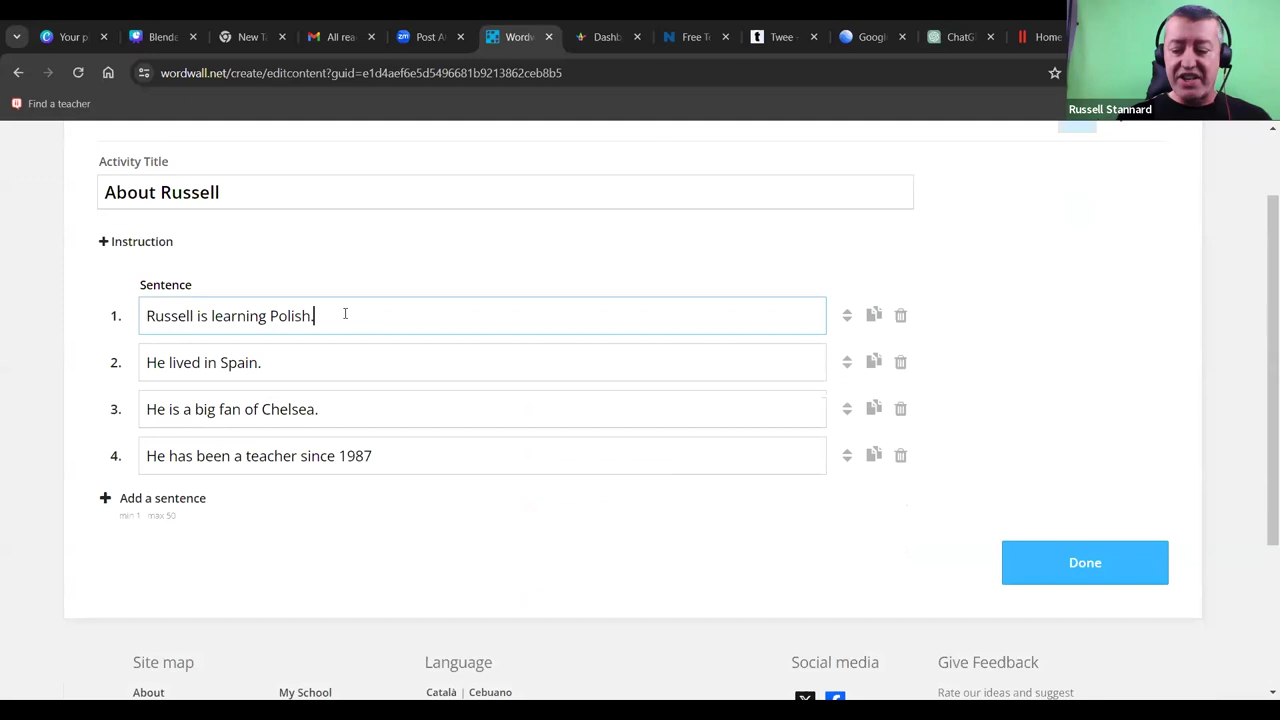 Your p
Blende
New T
All rea
Post A
Wordw
Dashb
Free To
Twee -
Googl
ChatG
Home
wordwall.net/create/editcontent?guid=e1d4aef6e5d5496681b9213862ceb8b5
Find a teacher
Russell Stannard
Activity Title
About Russell
Instruction
Sentence
1. Russell is learning Polish.
2. He lived in Spain.
3. He is a big fan of Chelsea.
4. He has been a teacher since 1987
Add a sentence
min 1 max 50
Done
Site map
Language
Social media
Give Feedback
About
My School
Català | Cebuano
Rate our ideas and suggest